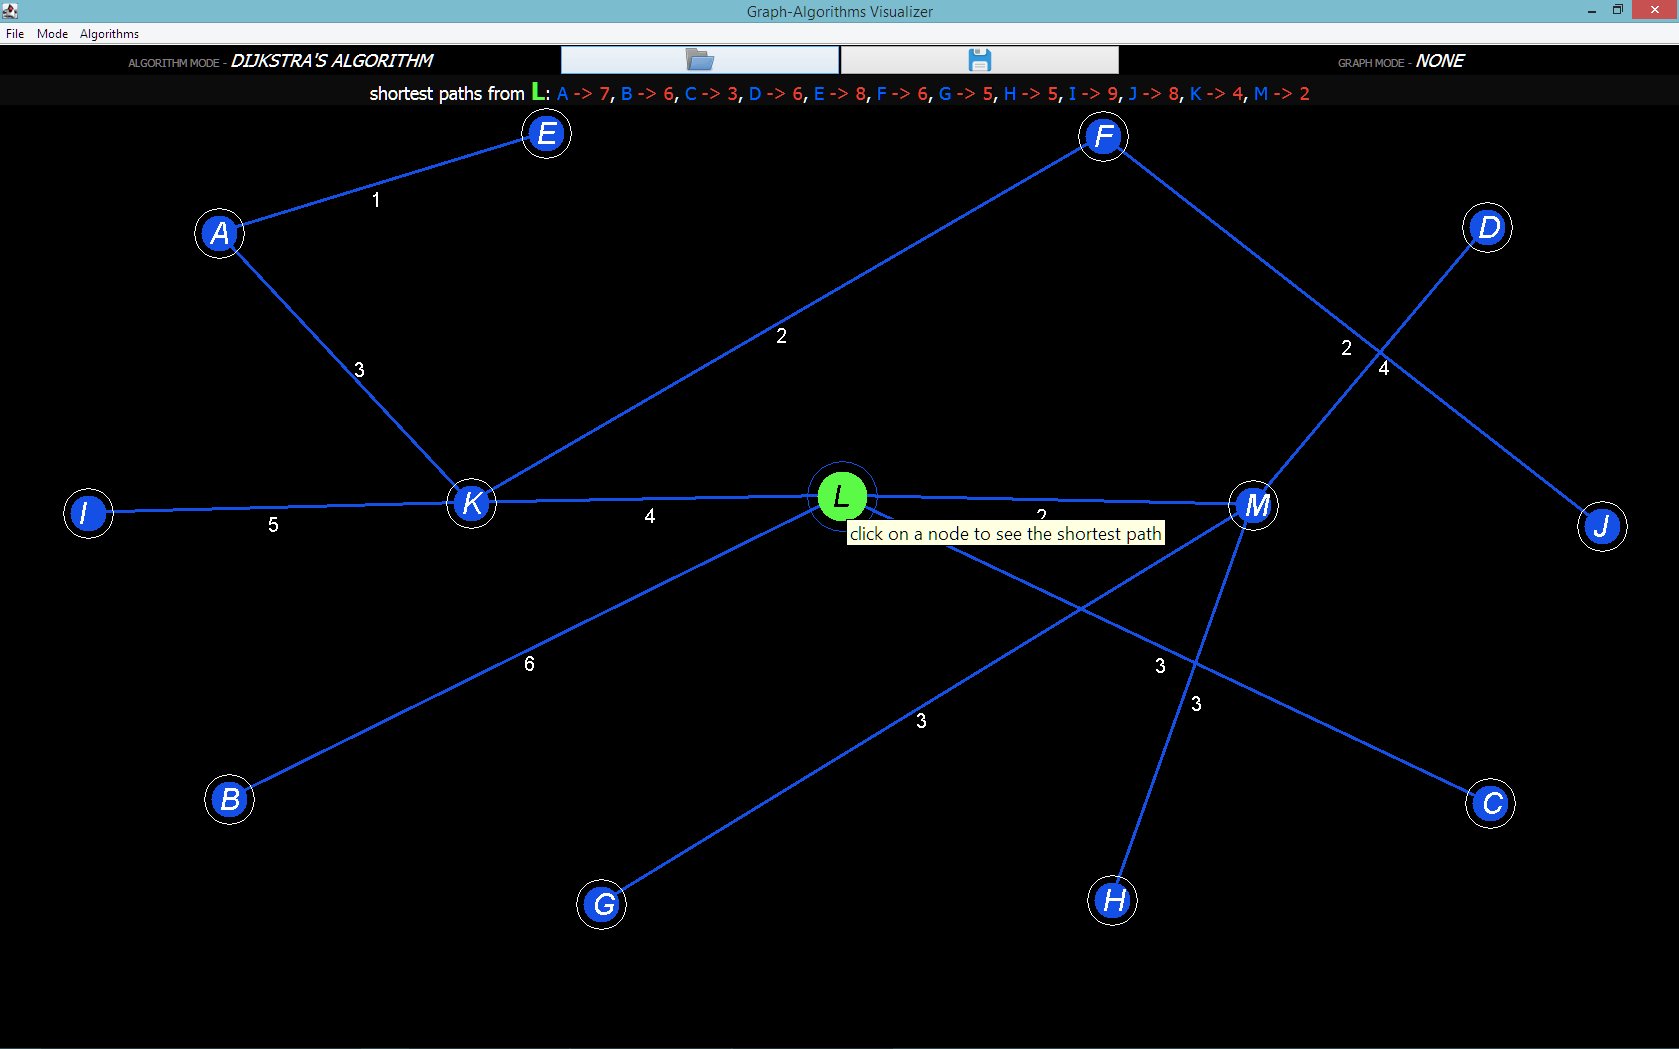 Graph-Algorithms Visualizer
File Mode Algorithms
ALGORITHM MODE - DIJKSTRA'S ALGORITHM
GRAPH MODE - NONE
shortest paths from L: A -> 7, B -> 6, C -> 3, D -> 6, E -> 8, F -> 6, G -> 5, H -> 5, I -> 9, J -> 8, K -> 4, M -> 2
E
F
1
D
A
2
2
4
3
L
K
M
I
4
2
5
J
click on a node to see the shortest path
6
3
3
3
B
C
G
H